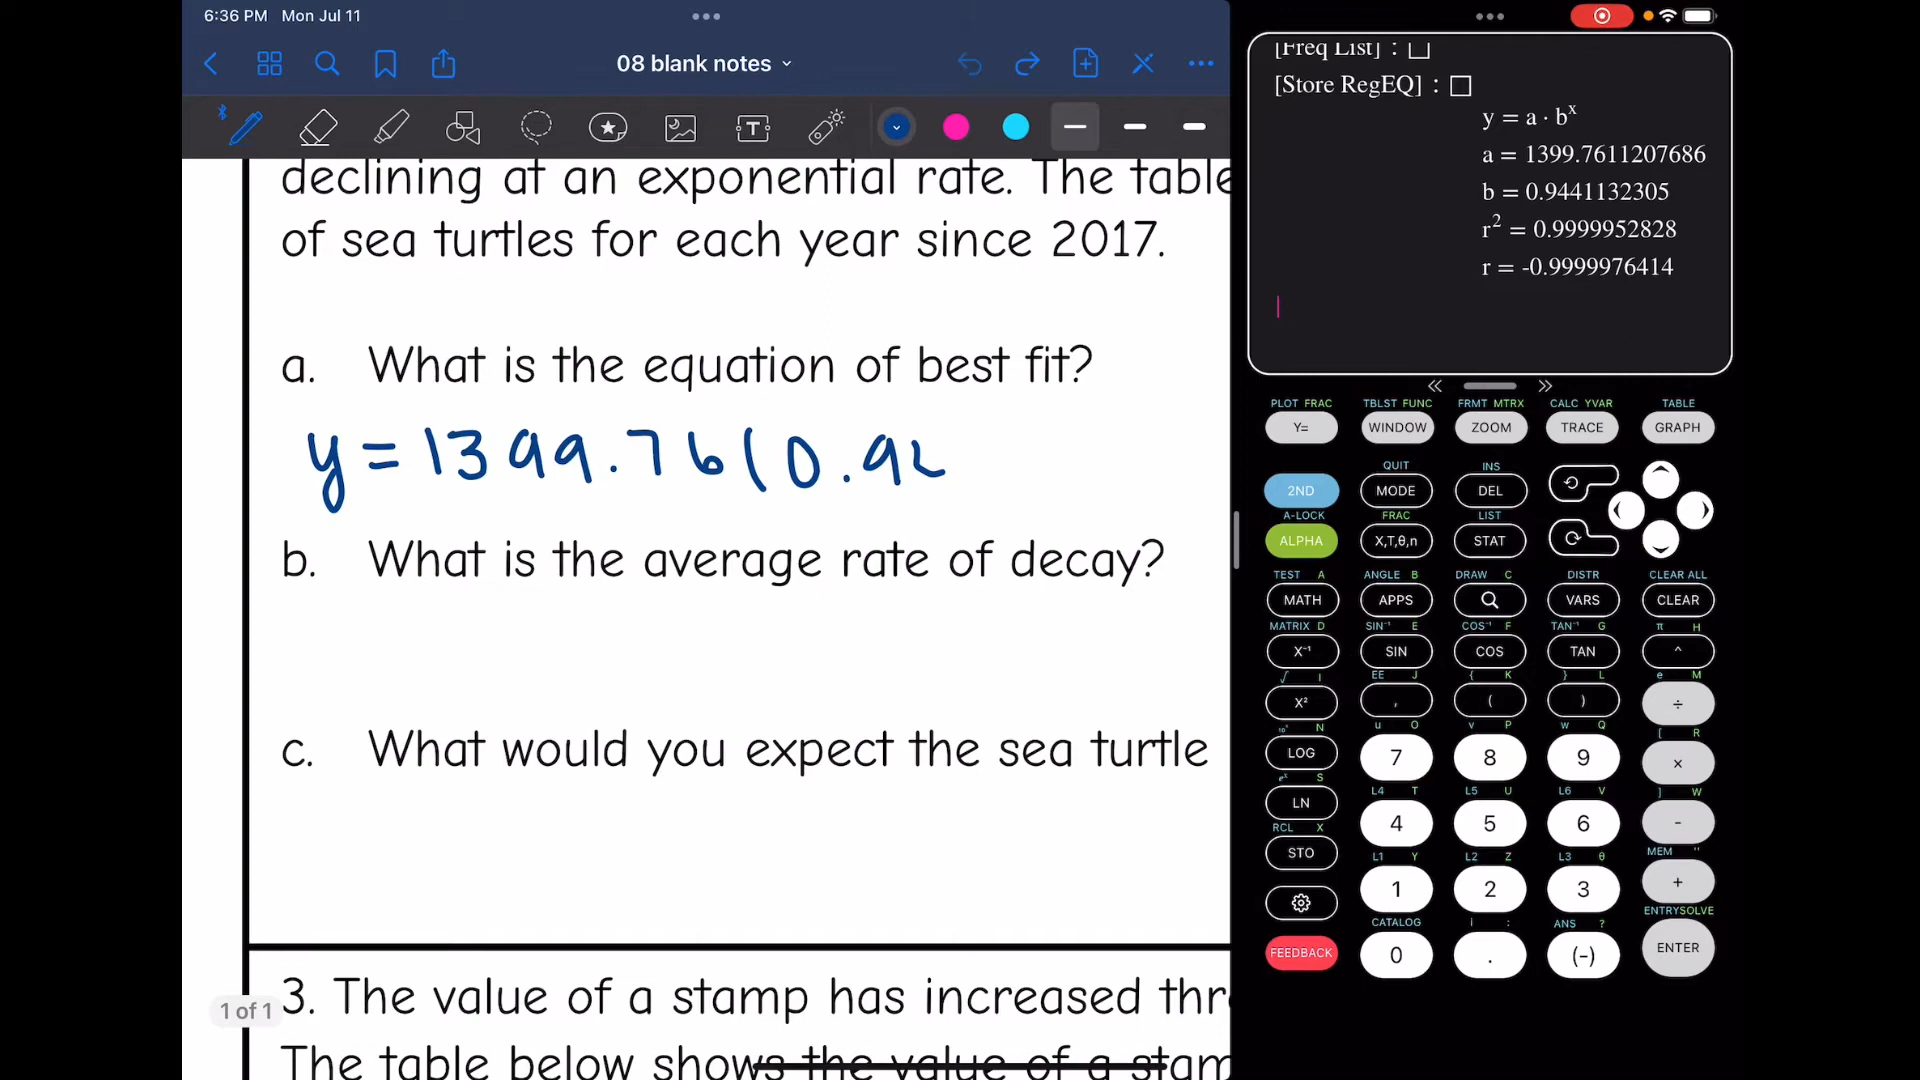 6:36 PM Mon Jul 11
08 blank notes
declining at an exponential rate. The table
of sea turtles for each year since 2017.
a. What is the equation of best fit?
y = 1399.76(0.94
b. What is the average rate of decay?
c. What would you expect the sea turtle
3. The value of a stamp has increased thr
The table below shows the value of a stam
1 of 1
[Freq List] : □
[Store RegEQ] : □
y = a · bˣ
a = 1399.7611207686
b = 0.9441132305
r² = 0.9999952828
r = -0.9999976414
PLOT FRAC TBLST FUNC FRMT MTRX CALC YVAR TABLE
Y= WINDOW ZOOM TRACE GRAPH
QUIT INS
2ND MODE DEL
A-LOCK FRAC LIST
ALPHA X,T,θ,n STAT
TEST A ANGLE B DRAW C DISTR CLEAR ALL
MATH APPS VARS CLEAR
MATRIX D SIN⁻¹ E COS⁻¹ F TAN⁻¹ G π H
X⁻¹ SIN COS TAN ^
√ I EE J { K } L e M
X² , ( ) ÷
10ˣ N u O v P w Q [ R
LOG 7 8 9 ×
eˣ S L4 T L5 U L6 V ] W
LN 4 5 6 -
RCL X L1 Y L2 Z L3 θ MEM "
STO 1 2 3 +
CATALOG i : ANS ? ENTRY SOLVE
FEEDBACK 0 . (-) ENTER